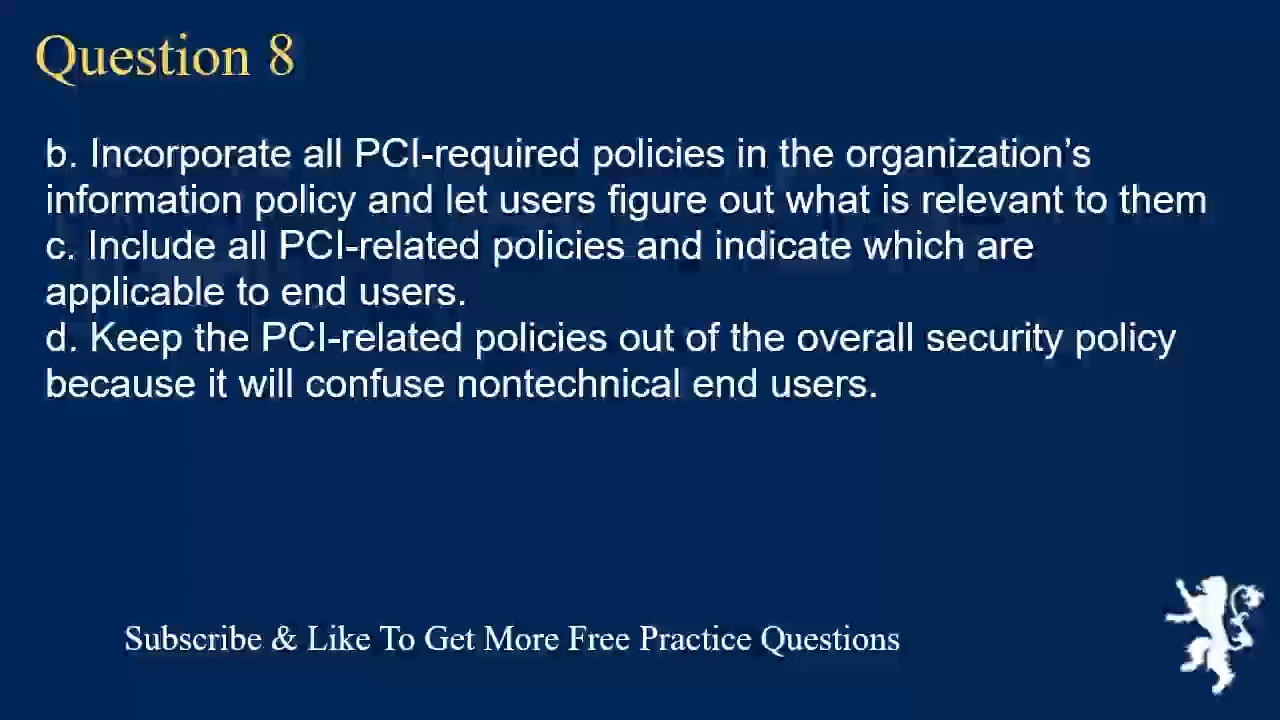 Question 8
b. Incorporate all PCI-required policies in the organization’s
information policy and let users figure out what is relevant to them
c. Include all PCI-related policies and indicate which are
applicable to end users.
d. Keep the PCI-related policies out of the overall security policy
because it will confuse nontechnical end users.
Subscribe & Like To Get More Free Practice Questions